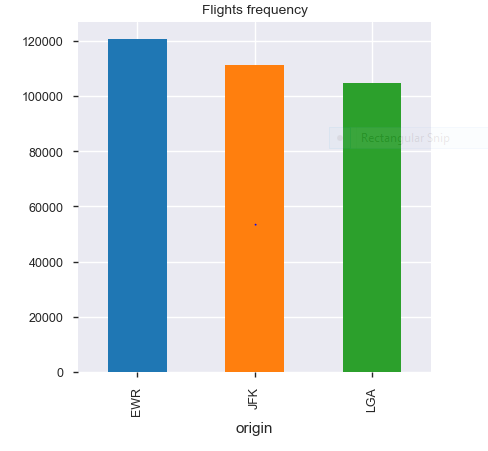 Flights frequency
120000
100000
80000
60000
40000
20000
0
Rectangular Snip
EWR
JFK
LGA
origin